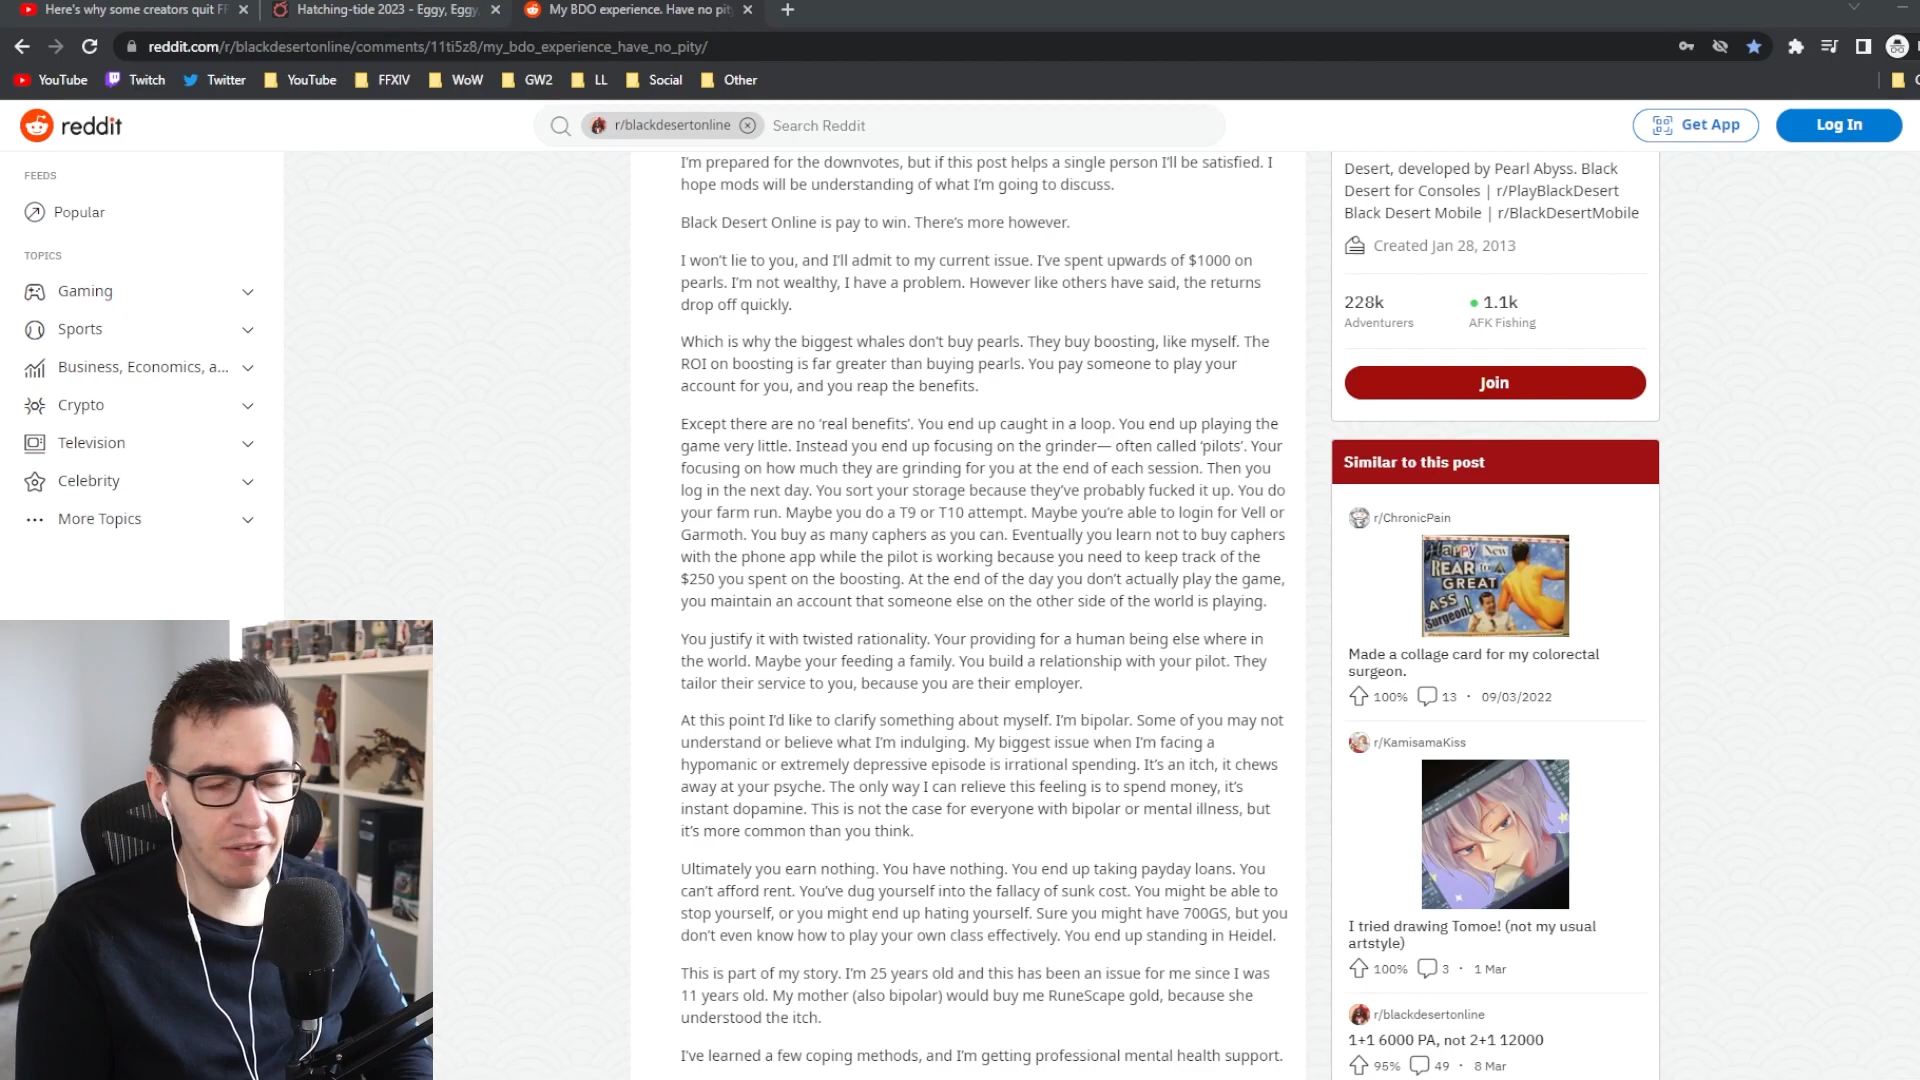 Here's why some creators quit FF
Hatching-tide 2023 - Eggy, Eggy,
My BDO experience. Have no pit
reddit.com/r/blackdesertonline/comments/11ti5z8/my_bdo_experience_have_no_pity/
YouTube
Twitch
Twitter
YouTube
FFXIV
WoW
GW2
LL
Social
Other
reddit
r/blackdesertonline
Search Reddit
Get App
Log In
FEEDS
Popular
TOPICS
Gaming
Sports
Business, Economics, a...
Crypto
Television
Celebrity
More Topics
I'm prepared for the downvotes, but if this post helps a single person I'll be satisfied. I
hope mods will be understanding of what I'm going to discuss.
Black Desert Online is pay to win. There's more however.
I won't lie to you, and I'll admit to my current issue. I've spent upwards of $1000 on
pearls. I'm not wealthy, I have a problem. However like others have said, the returns
drop off quickly.
Which is why the biggest whales don't buy pearls. They buy boosting, like myself. The
ROI on boosting is far greater than buying pearls. You pay someone to play your
account for you, and you reap the benefits.
Except there are no 'real benefits'. You end up caught in a loop. You end up playing the
game very little. Instead you end up focusing on the grinder— often called 'pilots'. Your
focusing on how much they are grinding for you at the end of each session. Then you
log in the next day. You sort your storage because they've probably fucked it up. You do
your farm run. Maybe you do a T9 or T10 attempt. Maybe you're able to login for Vell or
Garmoth. You buy as many caphers as you can. Eventually you learn not to buy caphers
with the phone app while the pilot is working because you need to keep track of the
$250 you spent on the boosting. At the end of the day you don't actually play the game,
you maintain an account that someone else on the other side of the world is playing.
You justify it with twisted rationality. Your providing for a human being else where in
the world. Maybe your feeding a family. You build a relationship with your pilot. They
tailor their service to you, because you are their employer.
At this point I'd like to clarify something about myself. I'm bipolar. Some of you may not
understand or believe what I'm indulging. My biggest issue when I'm facing a
hypomanic or extremely depressive episode is irrational spending. It's an itch, it chews
away at your psyche. The only way I can relieve this feeling is to spend money, it's
instant dopamine. This is not the case for everyone with bipolar or mental illness, but
it's more common than you think.
Ultimately you earn nothing. You have nothing. You end up taking payday loans. You
can't afford rent. You've dug yourself into the fallacy of sunk cost. You might be able to
stop yourself, or you might end up hating yourself. Sure you might have 700GS, but you
don't even know how to play your own class effectively. You end up standing in Heidel.
This is part of my story. I'm 25 years old and this has been an issue for me since I was
11 years old. My mother (also bipolar) would buy me RuneScape gold, because she
understood the itch.
I've learned a few coping methods, and I'm getting professional mental health support.
Desert, developed by Pearl Abyss. Black
Desert for Consoles | r/PlayBlackDesert
Black Desert Mobile | r/BlackDesertMobile
Created Jan 28, 2013
228k
1.1k
Adventurers
AFK Fishing
Join
Similar to this post
r/ChronicPain
Happy New
REAR to A
GREAT
ASS
Surgeon!
Made a collage card for my colorectal
surgeon.
100% 13 · 09/03/2022
r/KamisamaKiss
I tried drawing Tomoe! (not my usual
artstyle)
100% 3 · 1 Mar
r/blackdesertonline
1+1 6000 PA, not 2+1 12000
95% 49 · 8 Mar